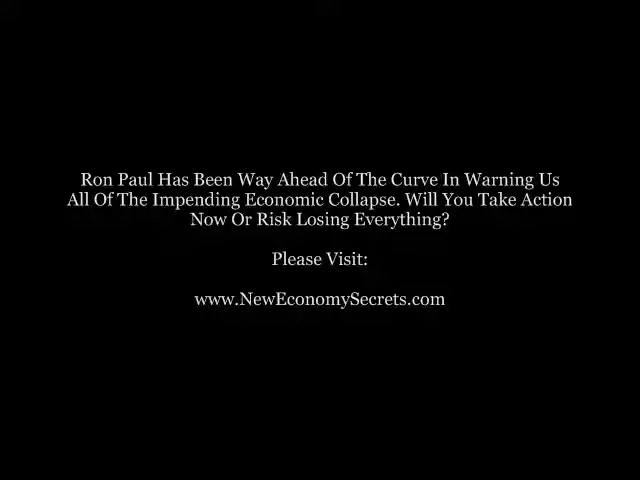 Ron Paul Has Been Way Ahead Of The Curve In Warning Us
All Of The Impending Economic Collapse. Will You Take Action
Now Or Risk Losing Everything?
Please Visit:
www.NewEconomySecrets.com